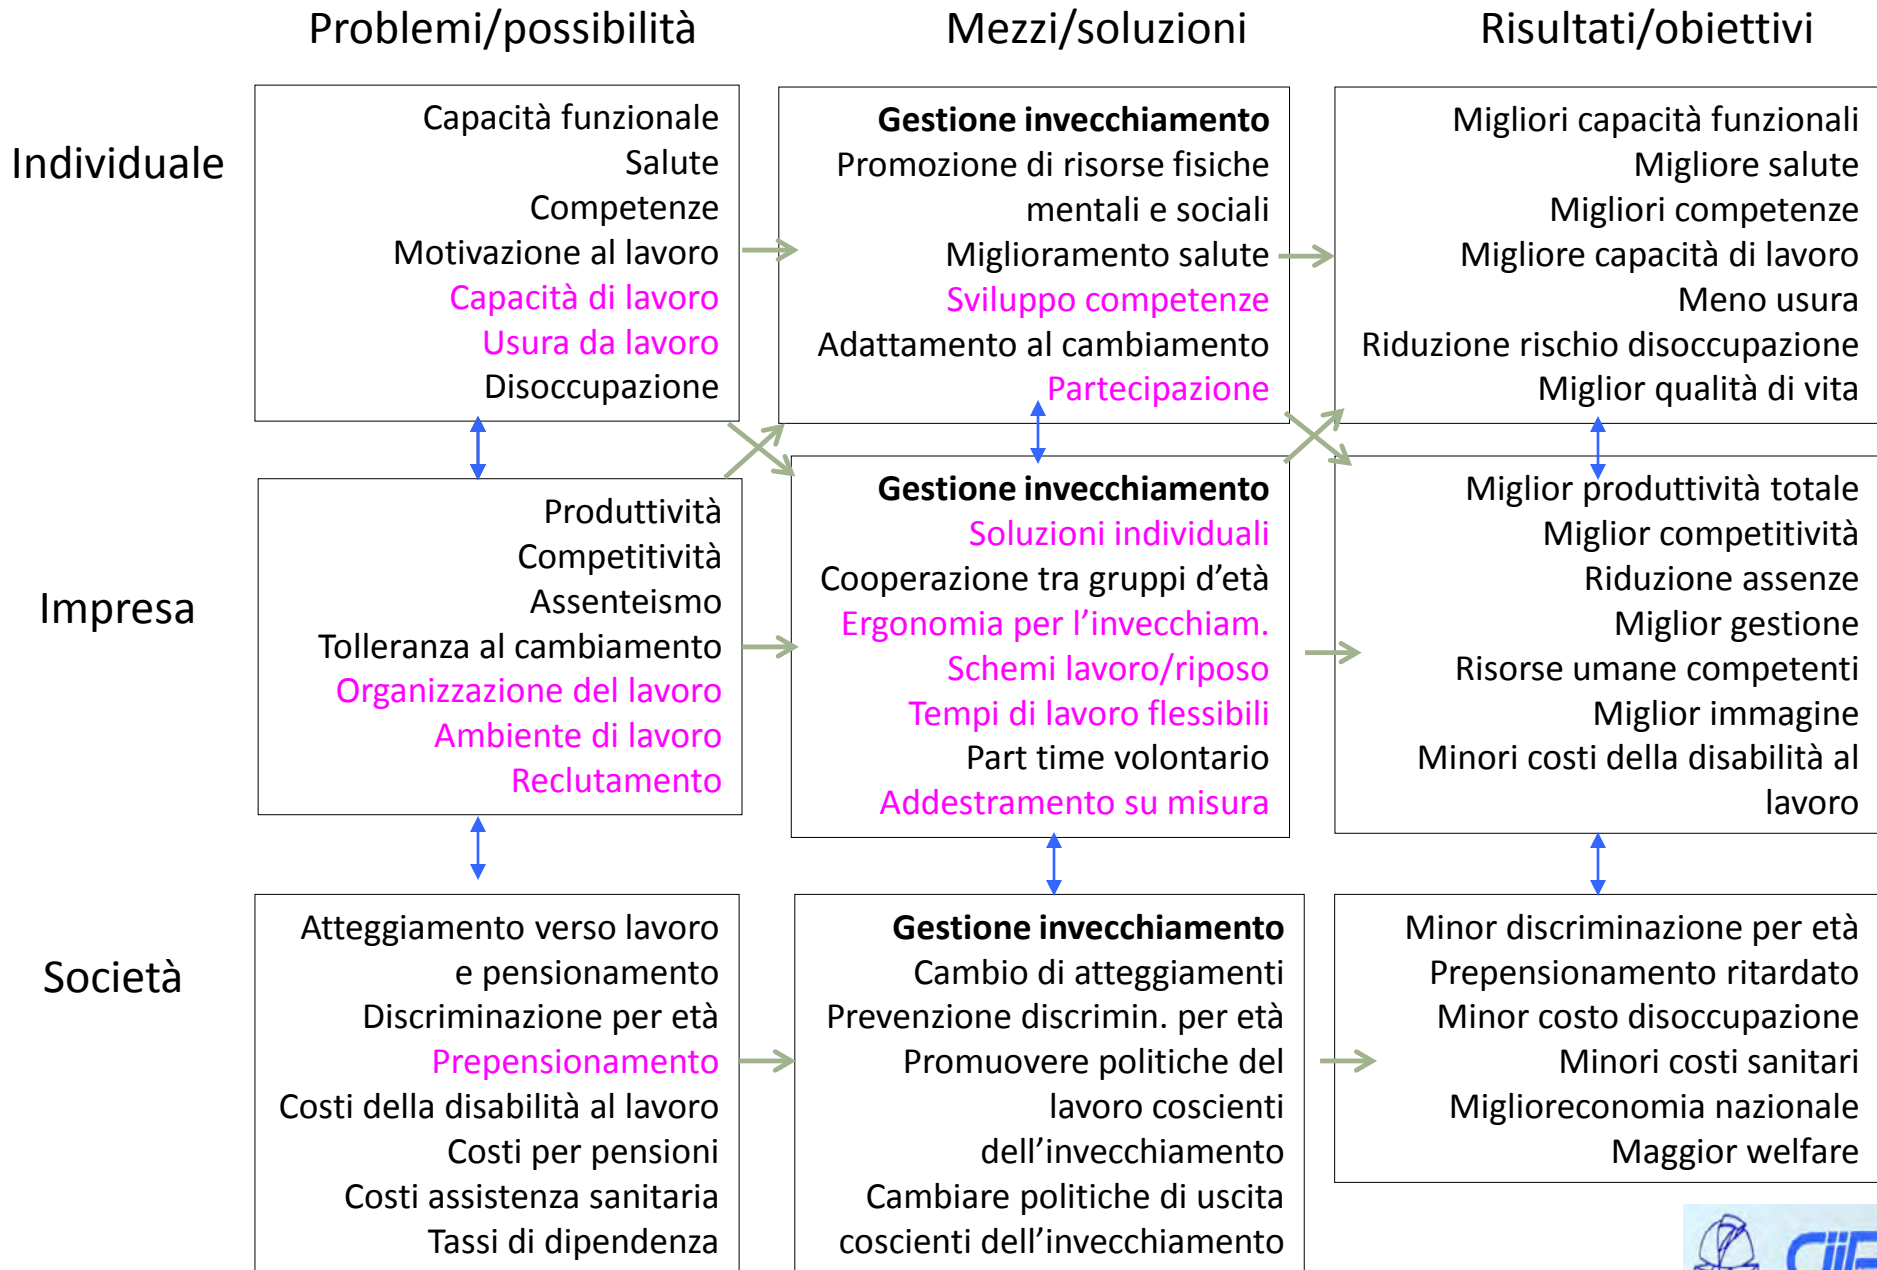 Problemi/possibilità
Mezzi/soluzioni
Risultati/obiettivi
Individuale
Capacità funzionale
Salute
Competenze
Motivazione al lavoro
Capacità di lavoro
Usura da lavoro
Disoccupazione
Gestione invecchiamento
Promozione di risorse fisiche
mentali e sociali
Miglioramento salute
Sviluppo competenze
Adattamento al cambiamento
Partecipazione
Migliori capacità funzionali
Migliore salute
Migliori competenze
Migliore capacità di lavoro
Meno usura
Riduzione rischio disoccupazione
Miglior qualità di vita
Impresa
Produttività
Competitività
Assenteismo
Tolleranza al cambiamento
Organizzazione del lavoro
Ambiente di lavoro
Reclutamento
Gestione invecchiamento
Soluzioni individuali
Cooperazione tra gruppi d’età
Ergonomia per l’invecchiam.
Schemi lavoro/riposo
Tempi di lavoro flessibili
Part time volontario
Addestramento su misura
Miglior produttività totale
Miglior competitività
Riduzione assenze
Miglior gestione
Risorse umane competenti
Miglior immagine
Minori costi della disabilità al
lavoro
Società
Atteggiamento verso lavoro
e pensionamento
Discriminazione per età
Prepensionamento
Costi della disabilità al lavoro
Costi per pensioni
Costi assistenza sanitaria
Tassi di dipendenza
Gestione invecchiamento
Cambio di atteggiamenti
Prevenzione discrimin. per età
Promuovere politiche del
lavoro coscienti
dell’invecchiamento
Cambiare politiche di uscita
coscienti dell’invecchiamento
Minor discriminazione per età
Prepensionamento ritardato
Minor costo disoccupazione
Minori costi sanitari
Miglioreconomia nazionale
Maggior welfare